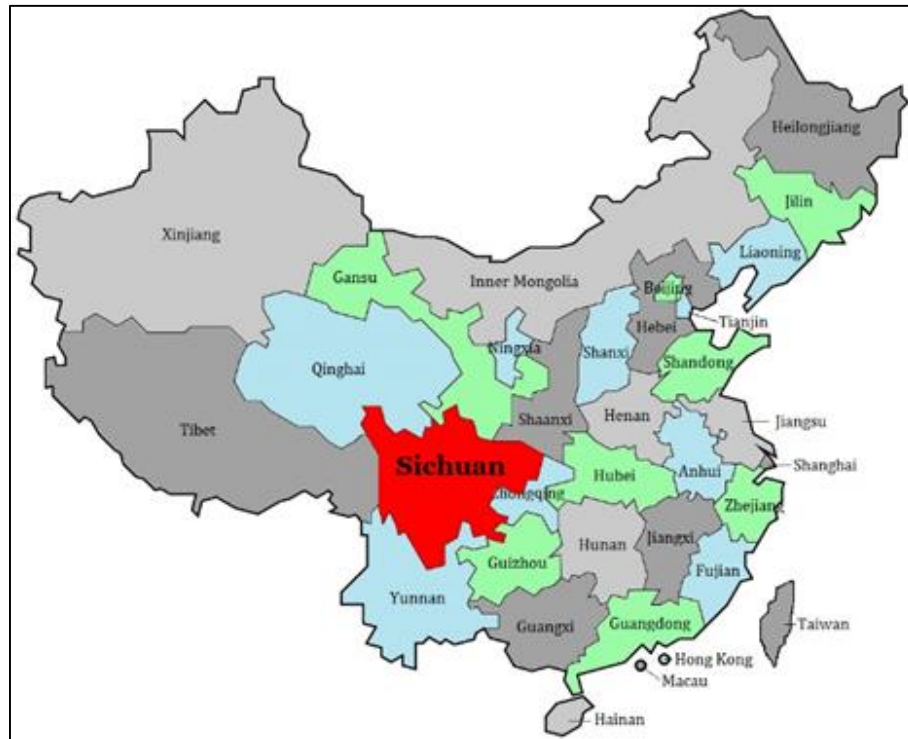 Heilongjiang
Jilin
Xinjiang
Liaoning
Gansu
Inner Mongolia
Beijing
Tianjin
Hebei
Ningxia
Shanxi
Shandong
Qinghai
Henan
Shaanxi
Jiangsu
Tibet
Sichuan
Shanghai
Hubei
Anhui
Chongqing
Zhejiang
Hunan
Jiangxi
Guizhou
Fujian
Yunnan
Guangxi
Guangdong
Taiwan
Hong Kong
Macau
Hainan